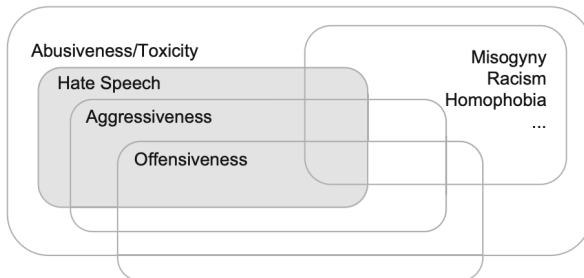 Abusiveness/Toxicity
Hate Speech
Aggressiveness
Offensiveness
Misogyny
Racism
Homophobia
...